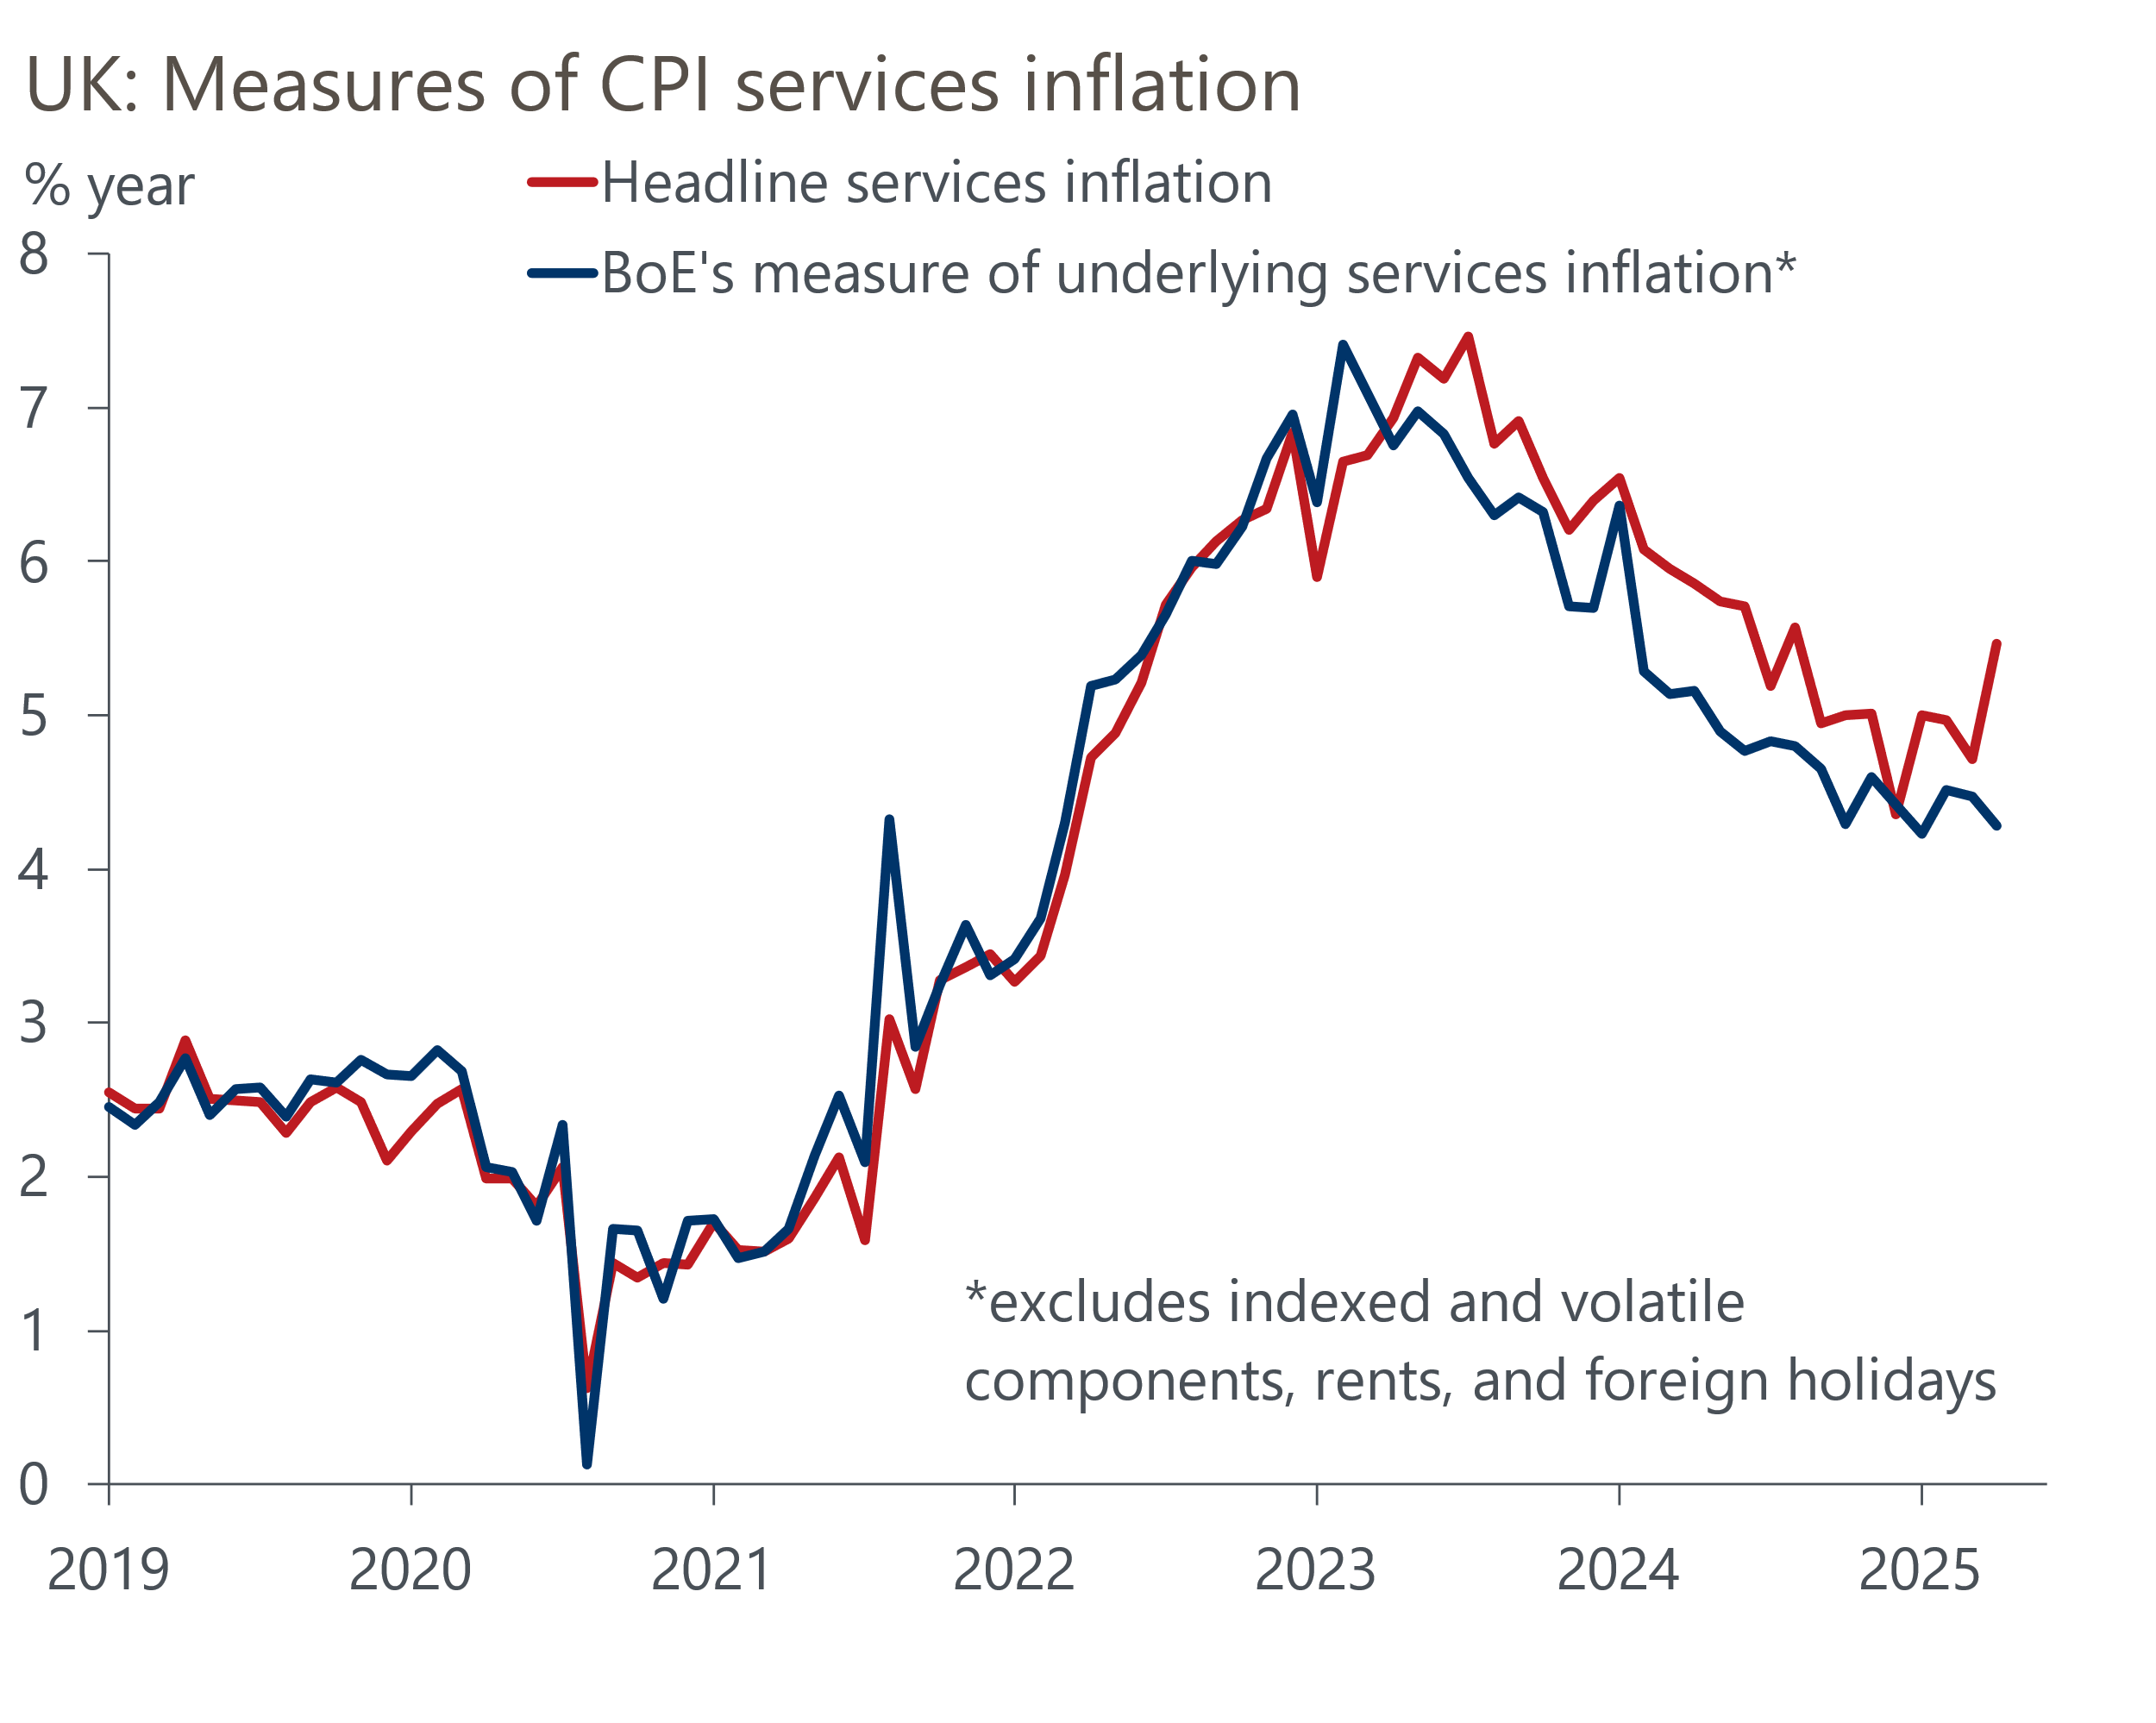 UK: Measures of CPI services inflation
% year
Headline services inflation
BoE's measure of underlying services inflation*
8
7
6
5
4
3
2
1
0
*excludes indexed and volatile
components, rents, and foreign holidays
2019 2020 2021 2022 2023 2024 2025